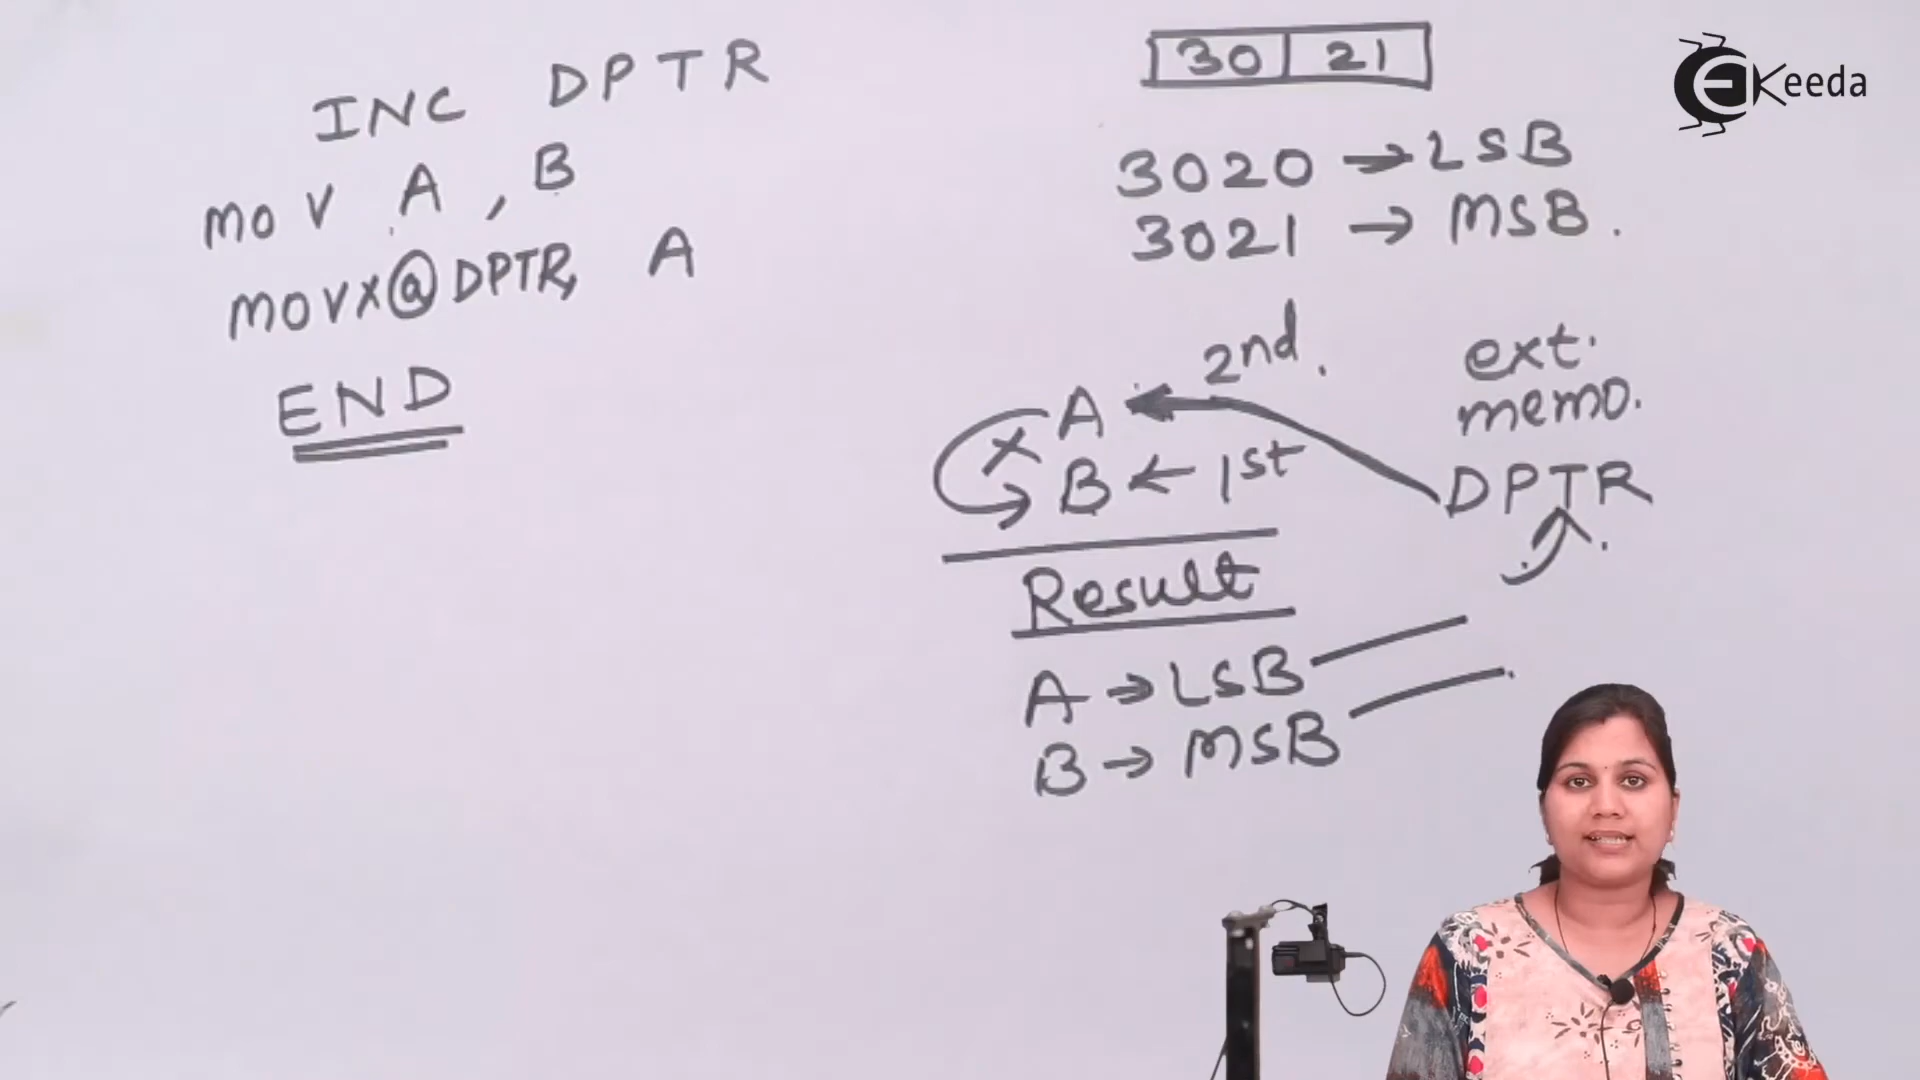 INC DPTR
MOV A, B
MOVX@DPTR, A
END
30 21
3020 → LSB
3021 → MSB.
2nd.
ext.
memo.
A
X
B ← 1st
DPTR
Result
A → LSB
B → MSB
EKeeda